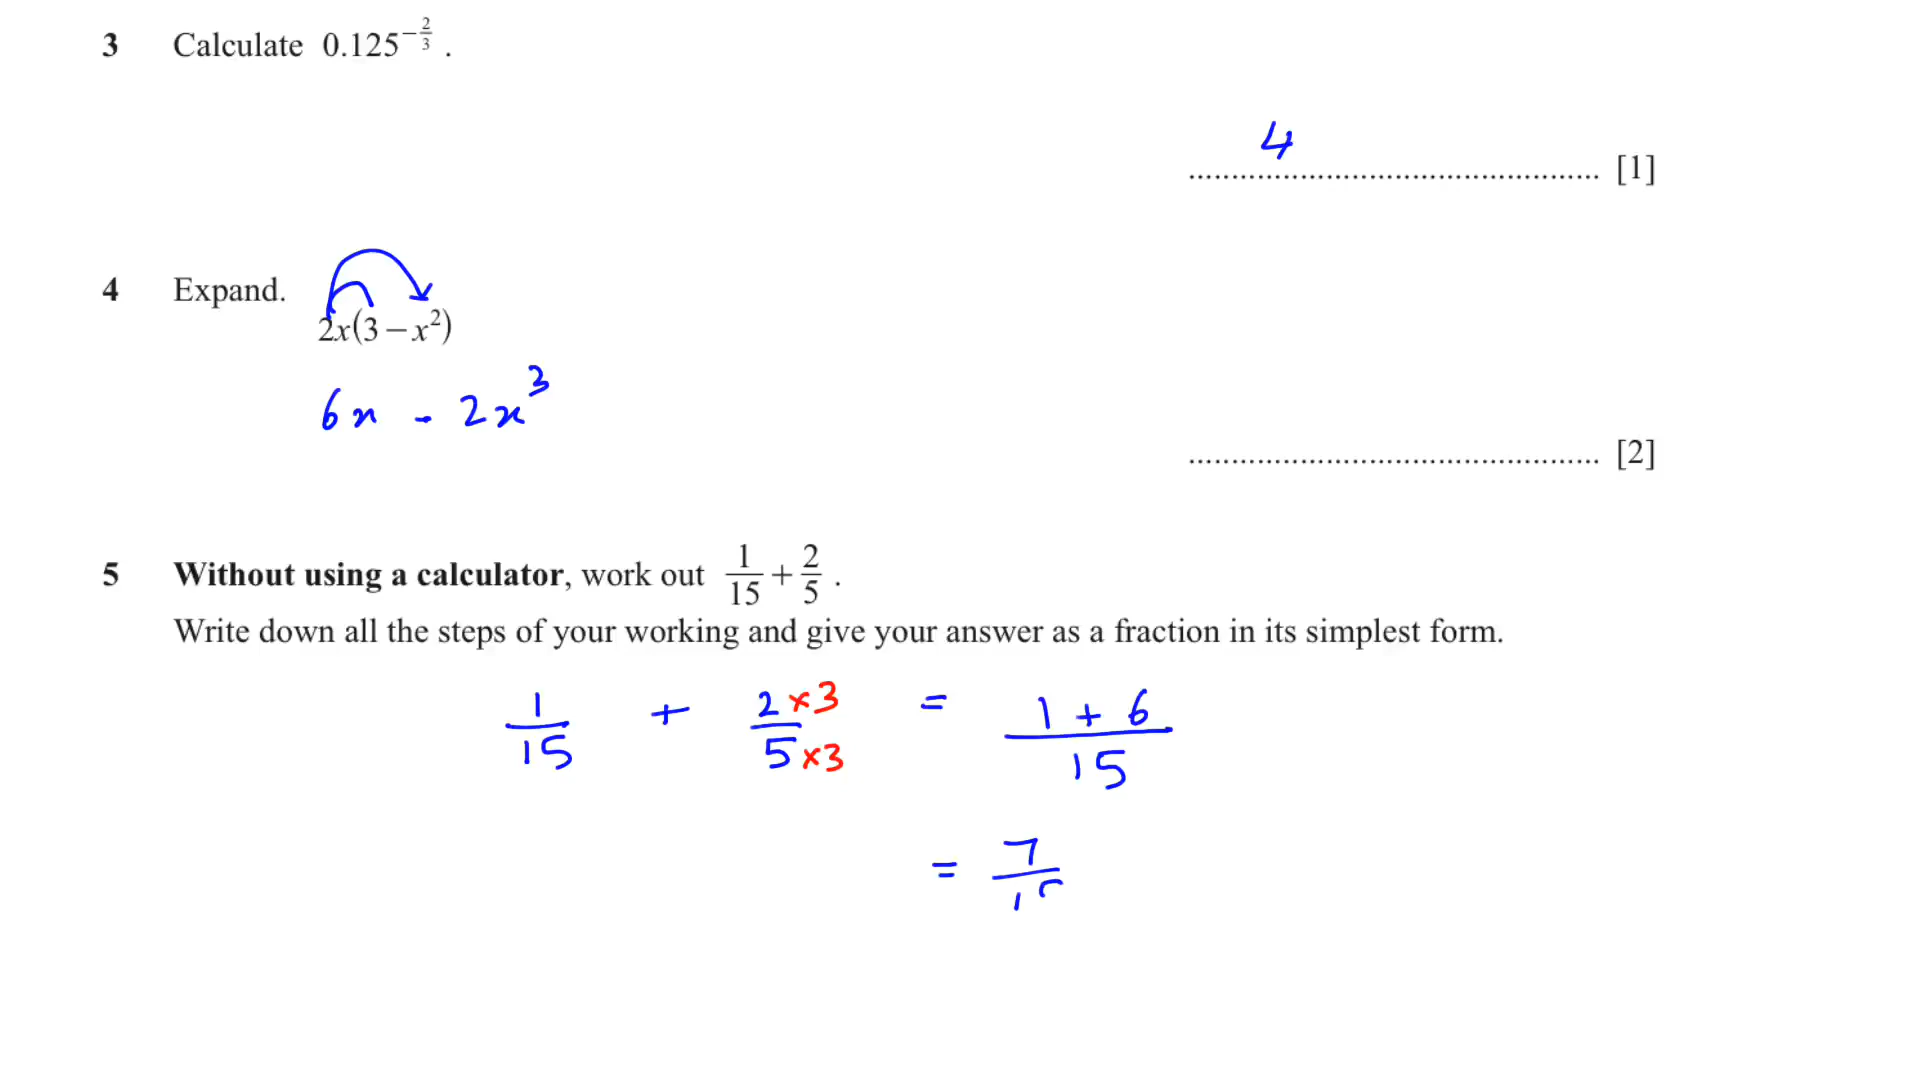 3 Calculate 0.125^{-2/3} .
4
.................................................. [1]
4 Expand.
2x(3 − x²)
6x - 2x³
.................................................. [2]
5 Without using a calculator, work out 1/15 + 2/5 .
Write down all the steps of your working and give your answer as a fraction in its simplest form.
1/15 + 2×3/5×3 = 1 + 6/15
= 7/15